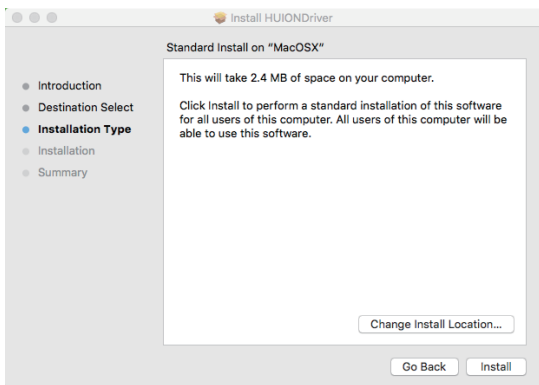 Install HUIONDriver
Standard Install on “MacOSX”
Introduction
Destination Select
Installation Type
Installation
Summary
This will take 2.4 MB of space on your computer.
Click Install to perform a standard installation of this software
for all users of this computer. All users of this computer will be
able to use this software.
Change Install Location...
Go Back
Install